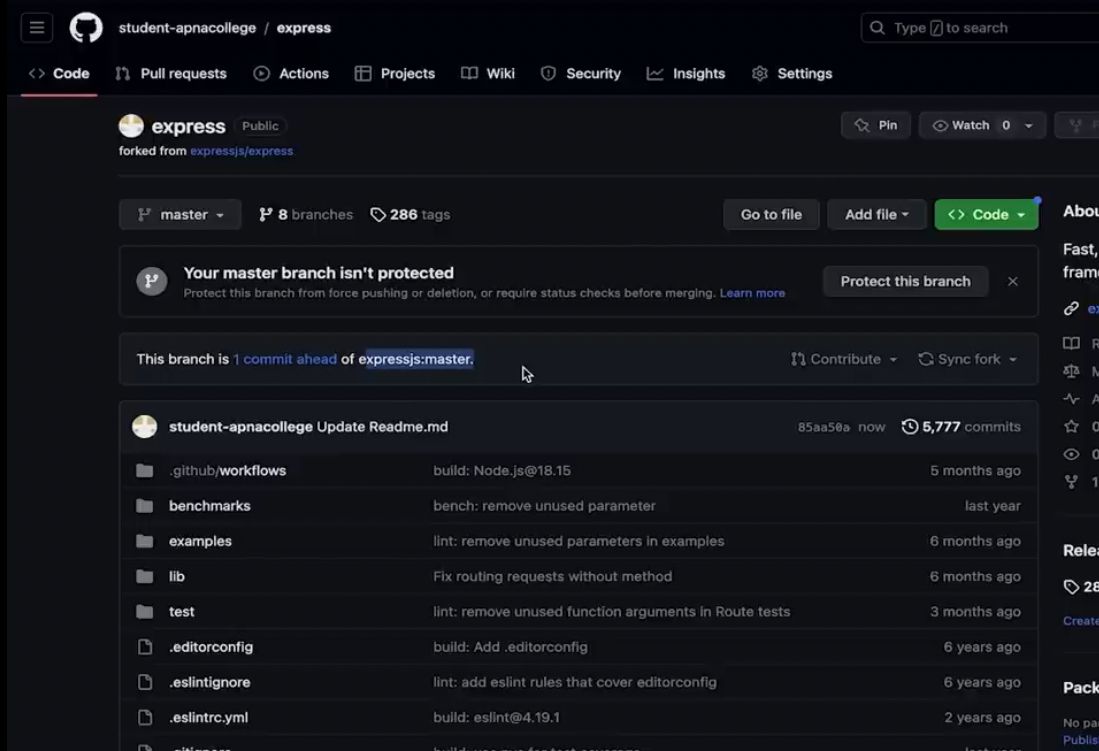 student-apnacollege / express
Type / to search
Code Pull requests Actions Projects Wiki Security Insights Settings
express Public
Pin Watch 0
forked from expressjs/express
master 8 branches 286 tags Go to file Add file Code
Your master branch isn't protected
Protect this branch from force pushing or deletion, or require status checks before merging. Learn more
Protect this branch
This branch is 1 commit ahead of expressjs:master. Contribute Sync fork
student-apnacollege Update Readme.md 85aa50a now 5,777 commits
.github/workflows build: Node.js@18.15 5 months ago
benchmarks bench: remove unused parameter last year
examples lint: remove unused parameters in examples 6 months ago
lib Fix routing requests without method 6 months ago
test lint: remove unused function arguments in Route tests 3 months ago
.editorconfig build: Add .editorconfig 6 years ago
.eslintignore lint: add eslint rules that cover editorconfig 6 years ago
.eslintrc.yml build: eslint@4.19.1 2 years ago
Abou
Fast,
fram
ex
R
M
A
0
0
1
Relea
28
Create
Pack
No pa
Publis